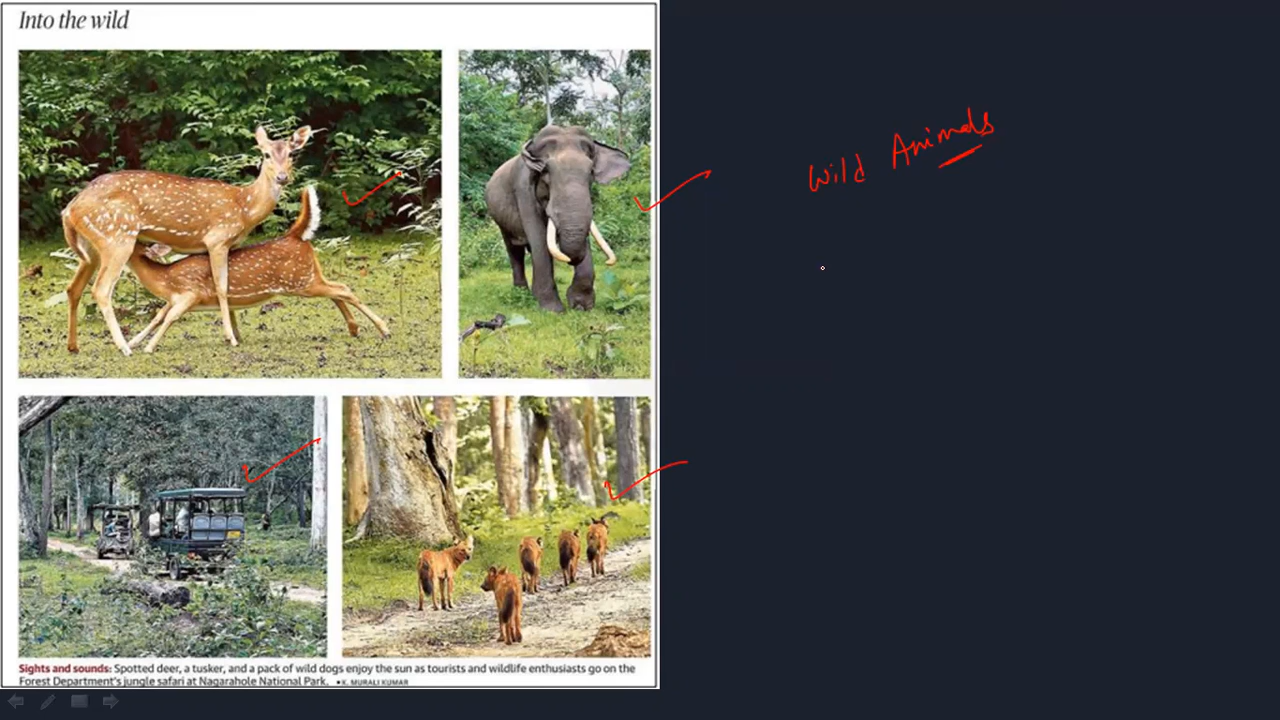 Into the wild
Wild Animals
Sights and sounds: Spotted deer, a tusker, and a pack of wild dogs enjoy the sun as tourists and wildlife enthusiasts go on the
Forest Department's jungle safari at Nagarahole National Park. • K. MURALI KUMAR